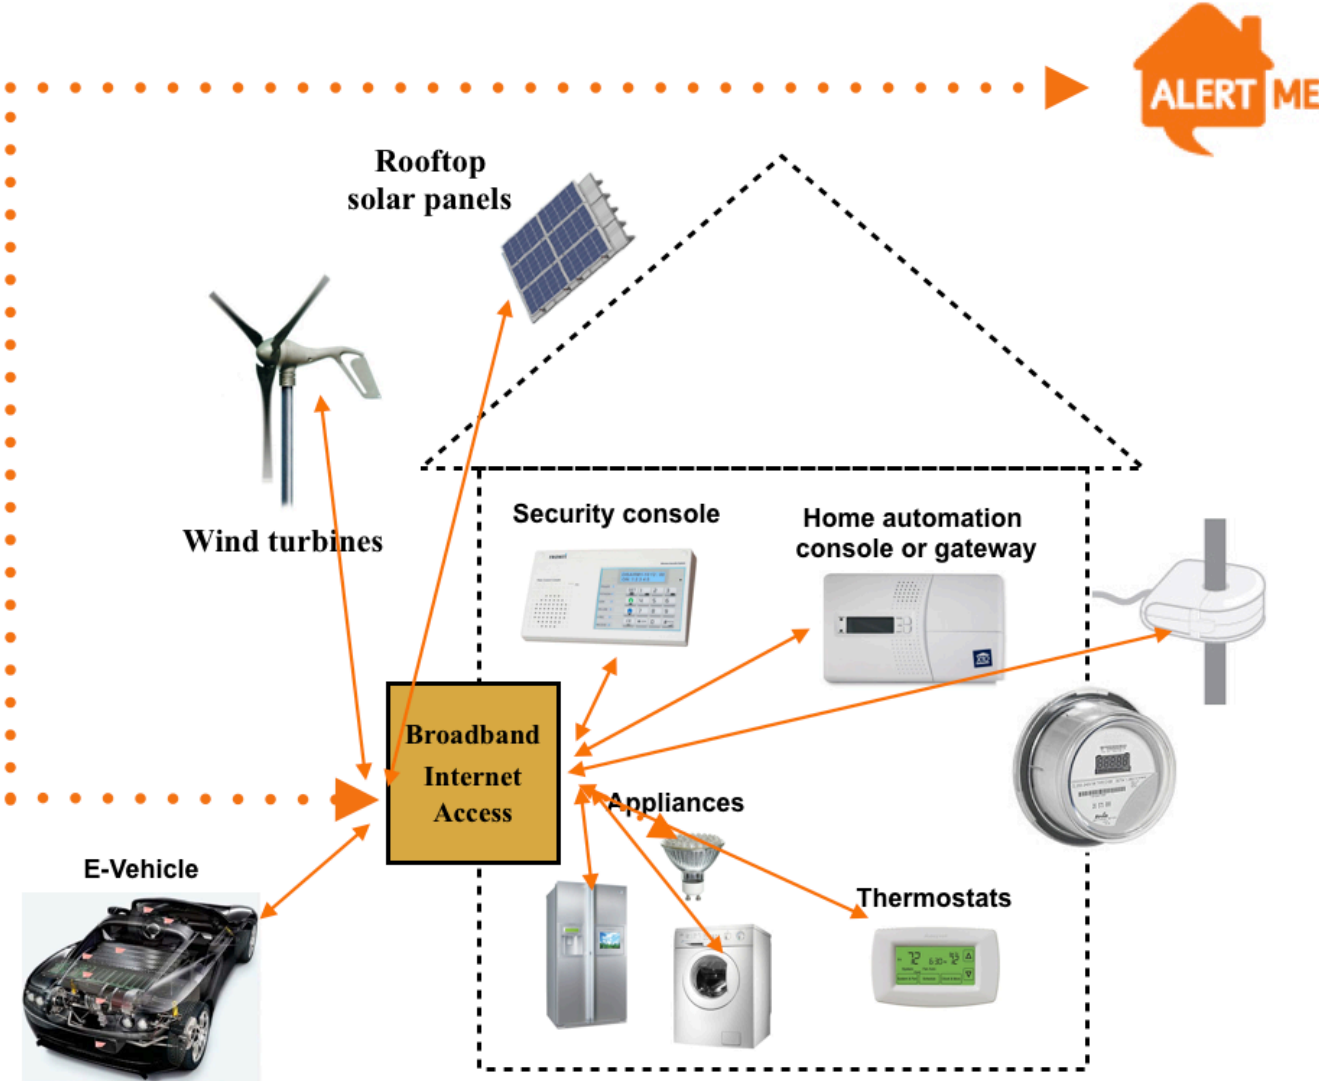 ALERT ME
Rooftop
solar panels
Wind turbines
Security console
Home automation
console or gateway
Broadband
Internet
Access
Appliances
E-Vehicle
Thermostats
72